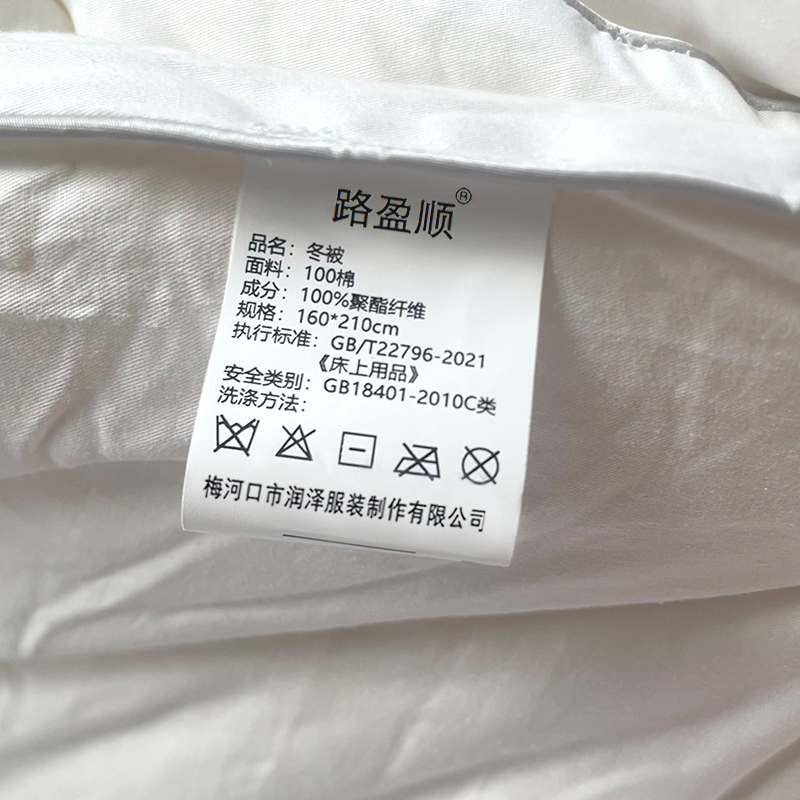 路盈顺®
品名：冬被
面料：100棉
成分：100%聚酯纤维
规格：160*210cm
执行标准：GB/T22796-2021
《床上用品》
安全类别：GB18401-2010C类
洗涤方法：
梅河口市润泽服装制作有限公司